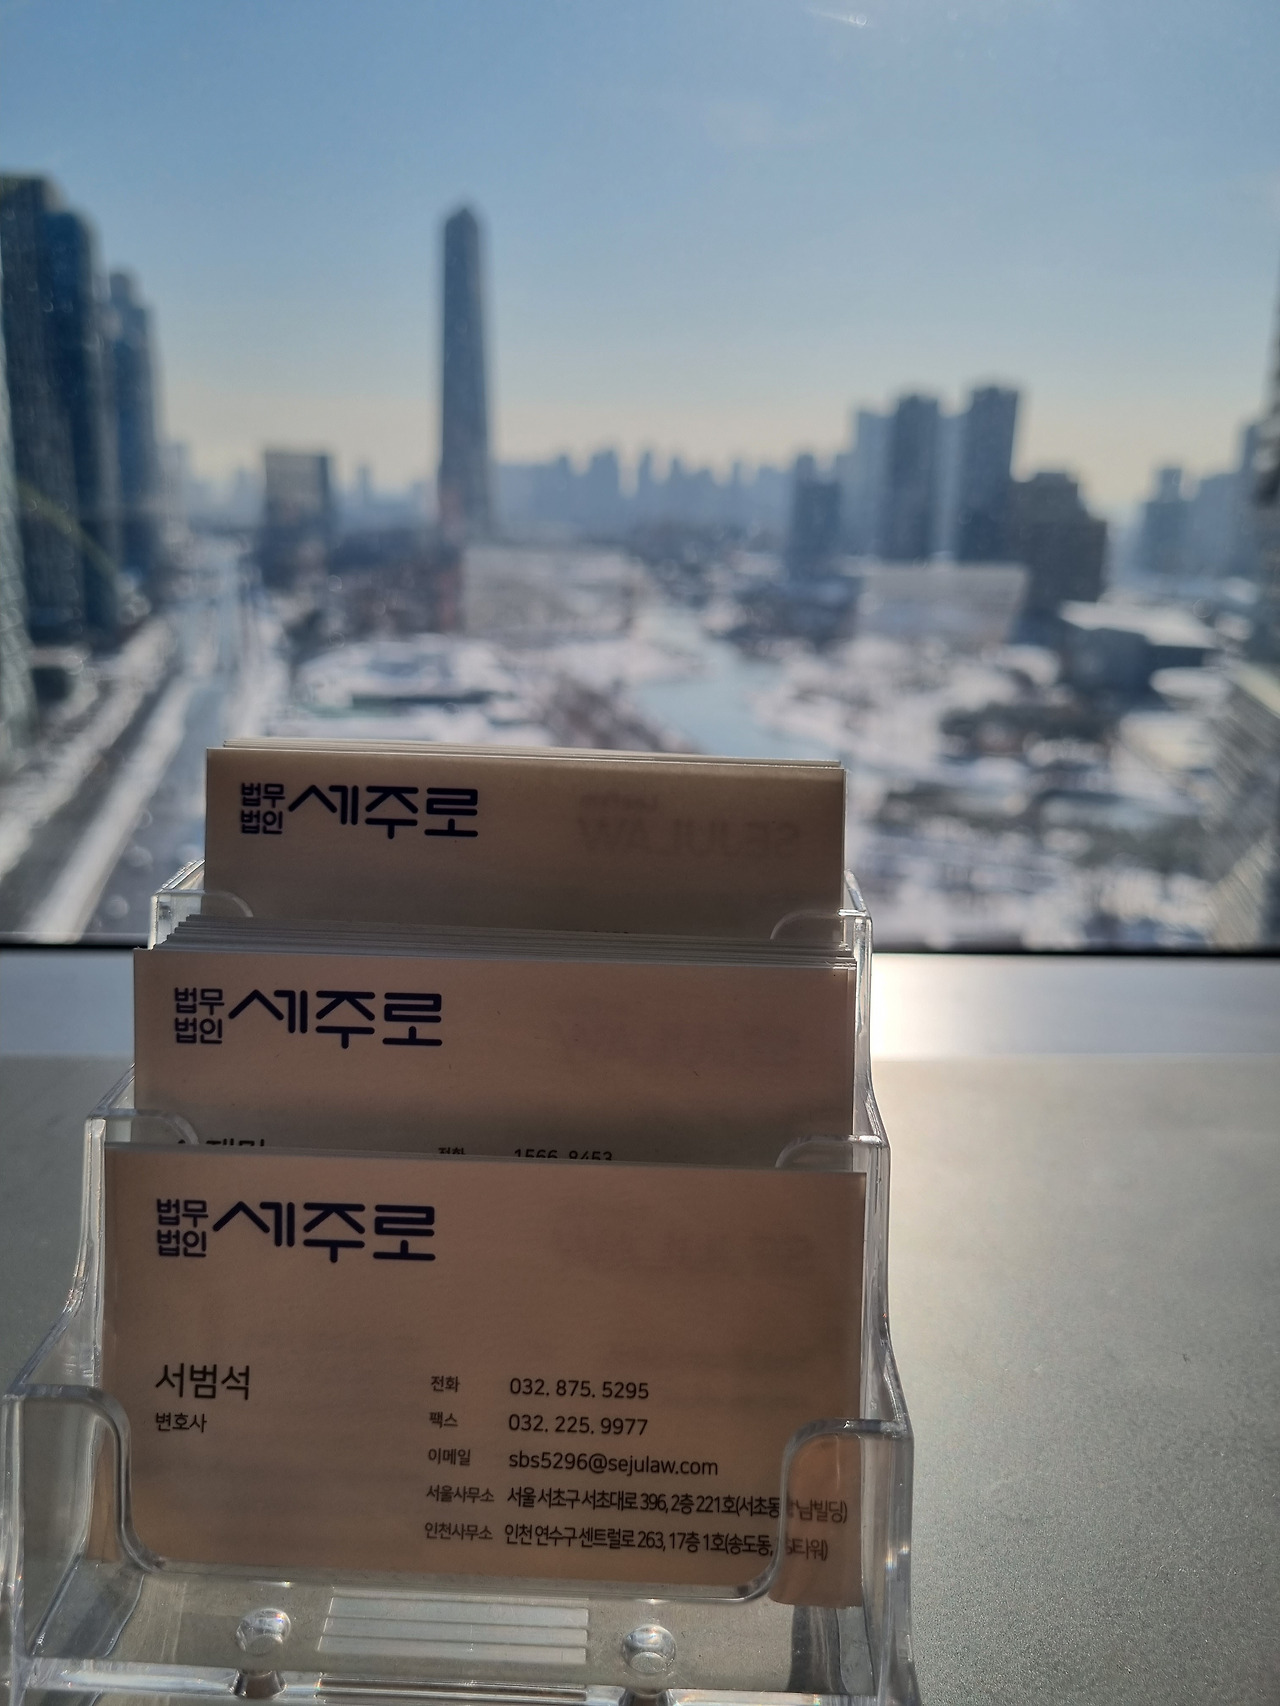 법무
법인 세주로
법무
법인 세주로
전화 1566 8453
법무
법인 세주로
서범석
변호사
전화 032. 875. 5295
팩스 032. 225. 9977
이메일 sbs5296@sejulaw.com
서울사무소 서울 서초구 서초대로 396, 2층 221호(서초동,
인천사무소 인천 연수구 센트럴로 263, 17층 1호(송도동,